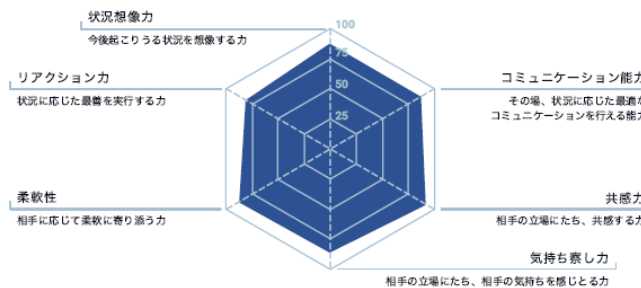 状況想像力
今後起こりうる状況を想像する力
100
75
50
25
リアクション力
状況に応じた最善を実行する力
コミュニケーション能力
その場、状況に応じた最適な
コミュニケーションを行える能力
柔軟性
相手に応じて柔軟に寄り添う力
共感力
相手の立場にたち、共感する力
気持ち察し力
相手の立場にたち、相手の気持ちを感じとる力